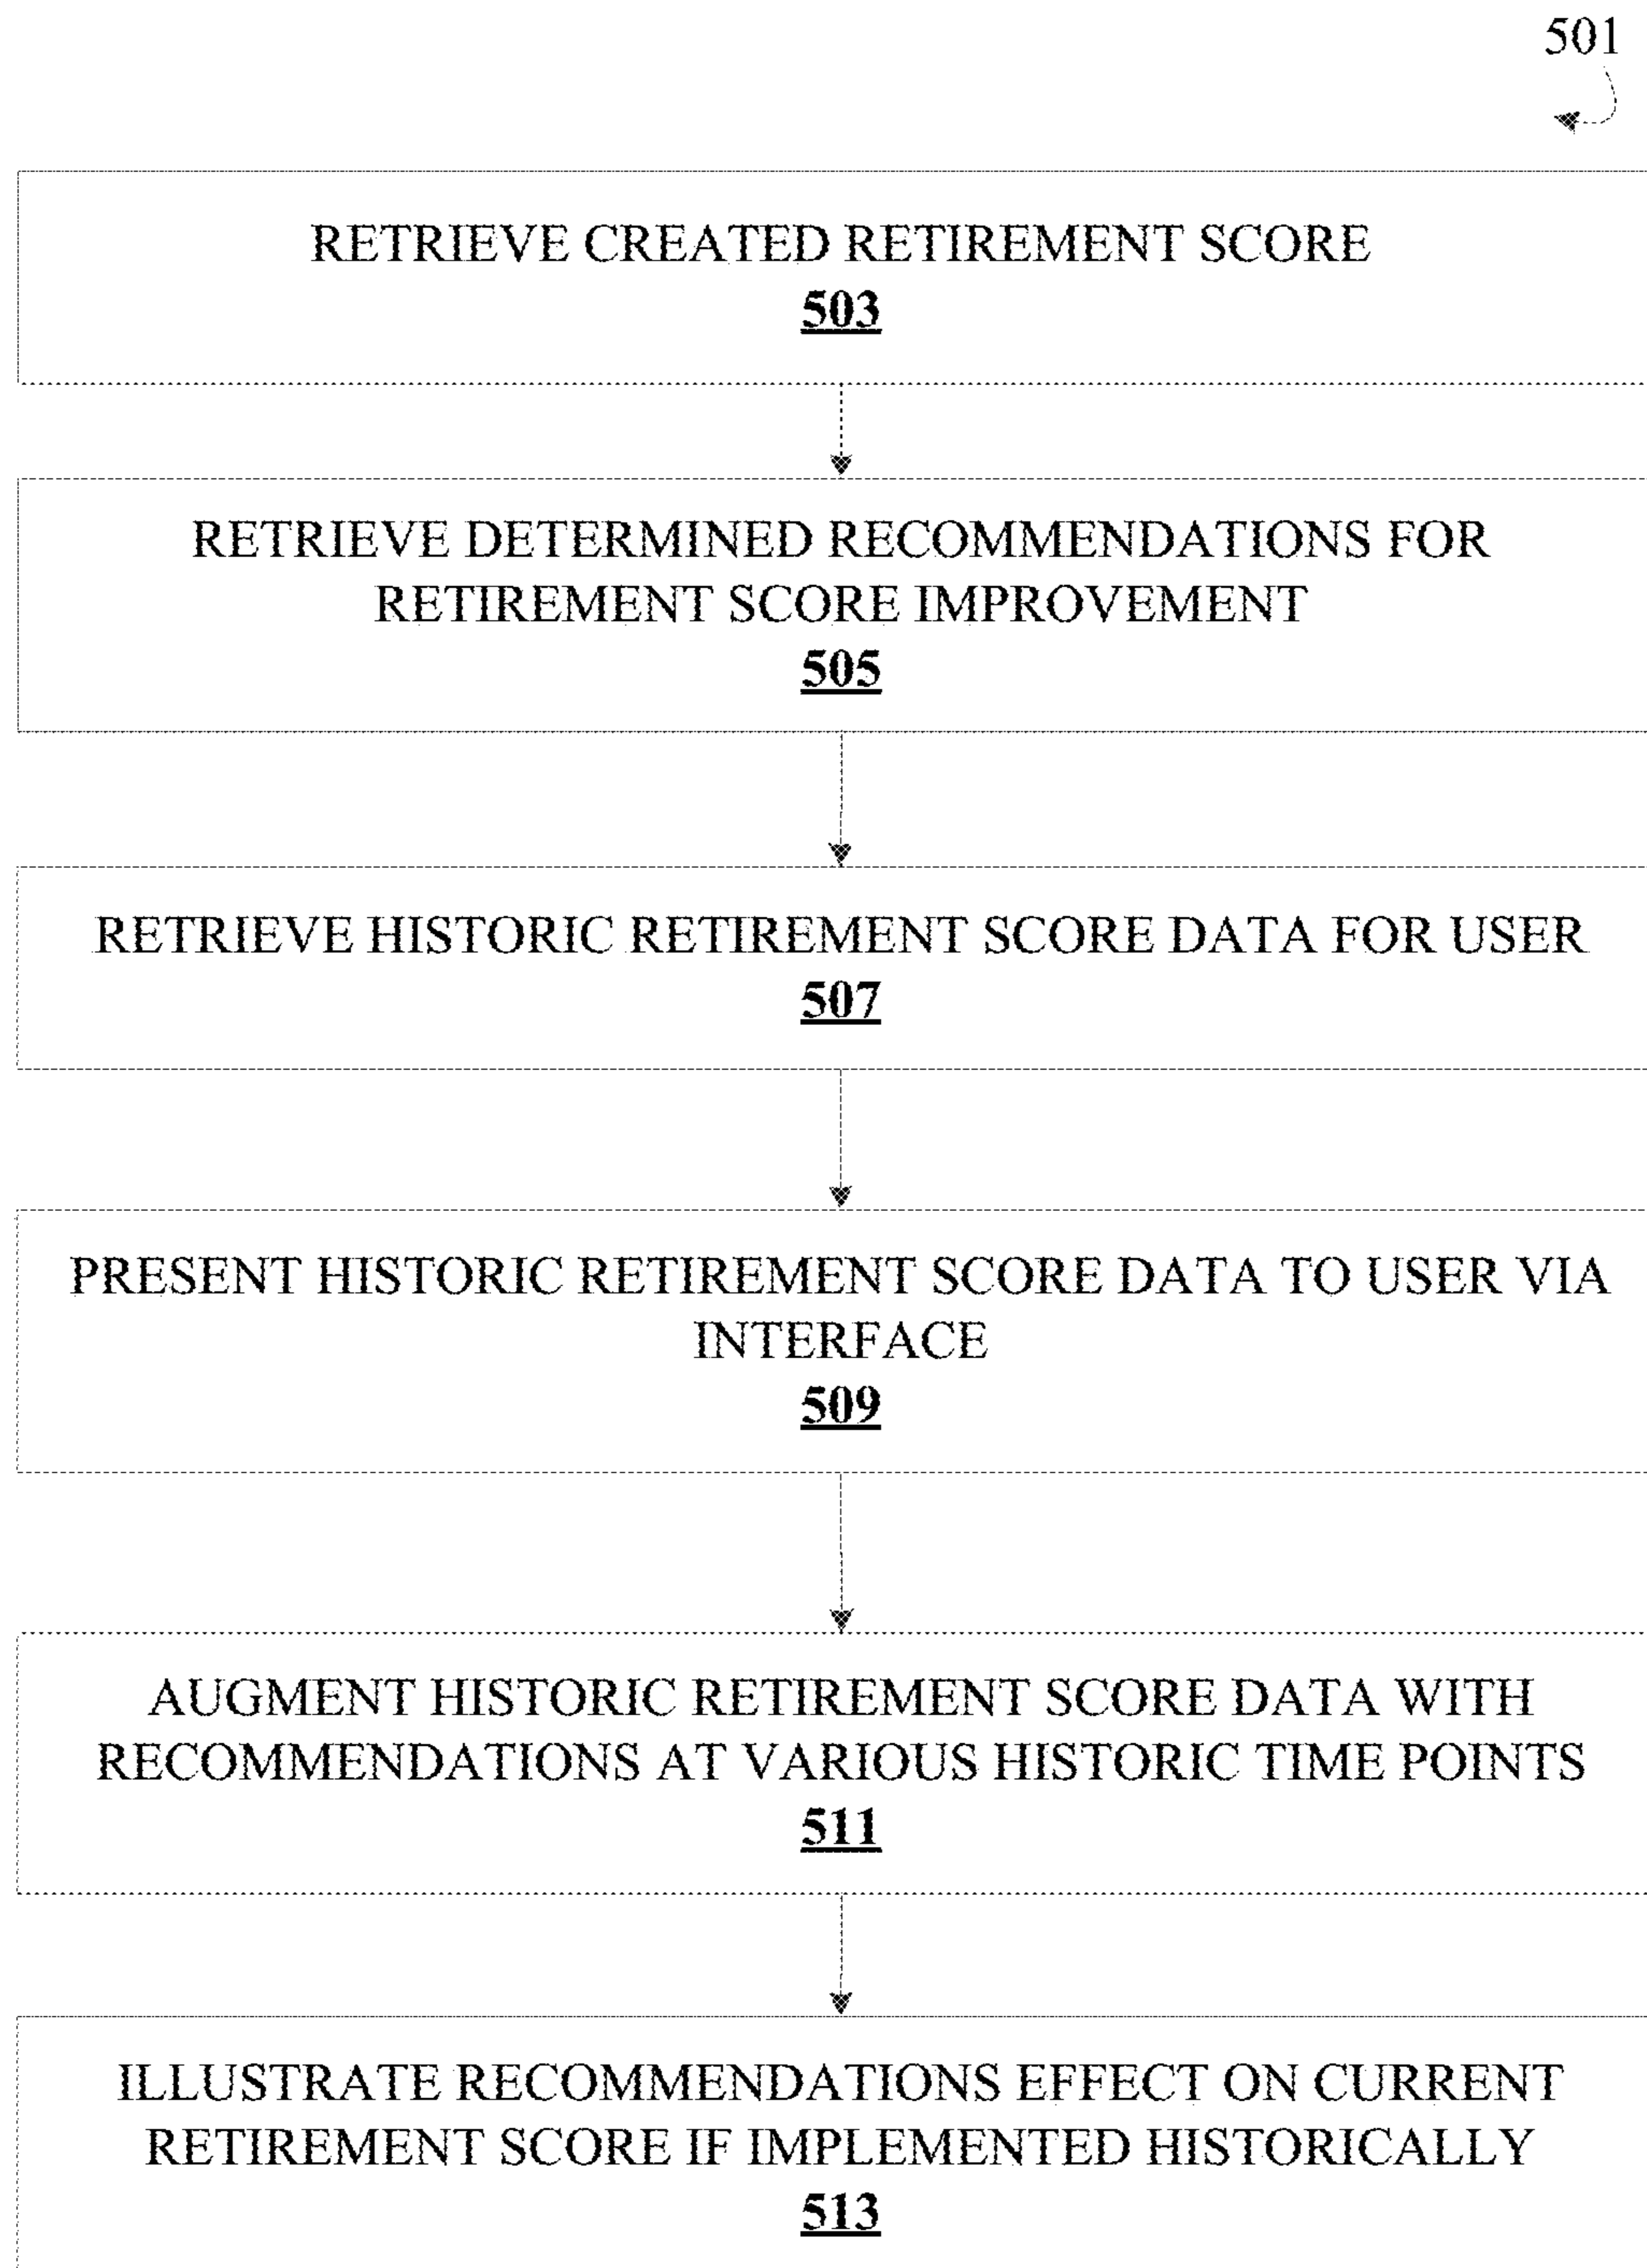 501
RETRIEVE CREATED RETIREMENT SCORE
503
RETRIEVE DETERMINED RECOMMENDATIONS FOR
RETIREMENT SCORE IMPROVEMENT
505
RETRIEVE HISTORIC RETIREMENT SCORE DATA FOR USER
507
PRESENT HISTORIC RETIREMENT SCORE DATA TO USER VIA
INTERFACE
509
AUGMENT HISTORIC RETIREMENT SCORE DATA WITH
RECOMMENDATIONS AT VARIOUS HISTORIC TIME POINTS
511
ILLUSTRATE RECOMMENDATIONS EFFECT ON CURRENT
RETIREMENT SCORE IF IMPLEMENTED HISTORICALLY
513